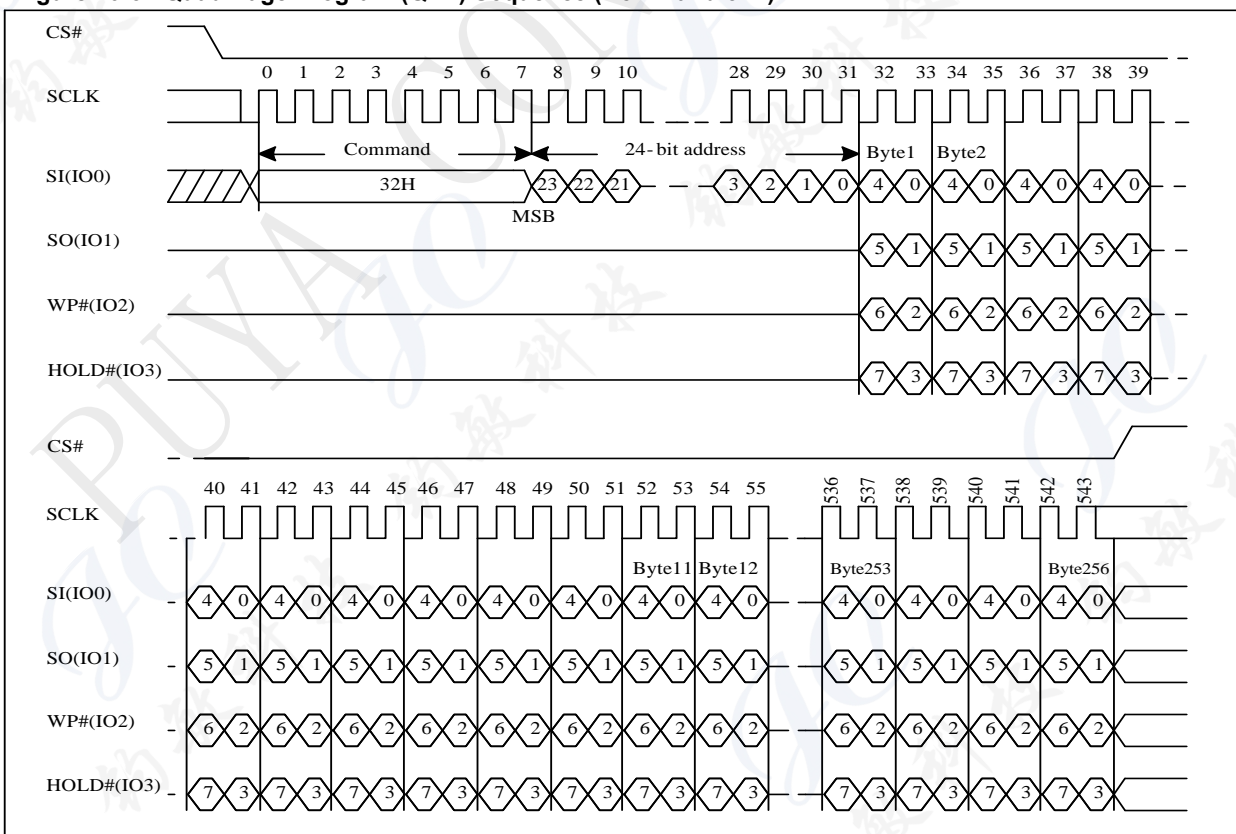 CS#
0 1 2 3 4 5 6 7 8 9 10 28 29 30 31 32 33 34 35 36 37 38 39
SCLK
Command 24-bit address Byte1 Byte2
SI(IO0) 32H 23 22 21 3 2 1 0 4 0 4 0 4 0 4 0
MSB
SO(IO1) 5 1 5 1 5 1 5 1
WP#(IO2) 6 2 6 2 6 2 6 2
HOLD#(IO3) 7 3 7 3 7 3 7 3
CS#
40 41 42 43 44 45 46 47 48 49 50 51 52 53 54 55 536 537 538 539 540 541 542 543
SCLK
Byte11 Byte12 Byte253 Byte256
SI(IO0) 4 0 4 0 4 0 4 0 4 0 4 0 4 0 4 0 4 0 4 0 4 0 4 0
SO(IO1) 5 1 5 1 5 1 5 1 5 1 5 1 5 1 5 1 5 1 5 1 5 1 5 1
WP#(IO2) 6 2 6 2 6 2 6 2 6 2 6 2 6 2 6 2 6 2 6 2 6 2 6 2
HOLD#(IO3) 7 3 7 3 7 3 7 3 7 3 7 3 7 3 7 3 7 3 7 3 7 3 7 3
PUYA CON
go